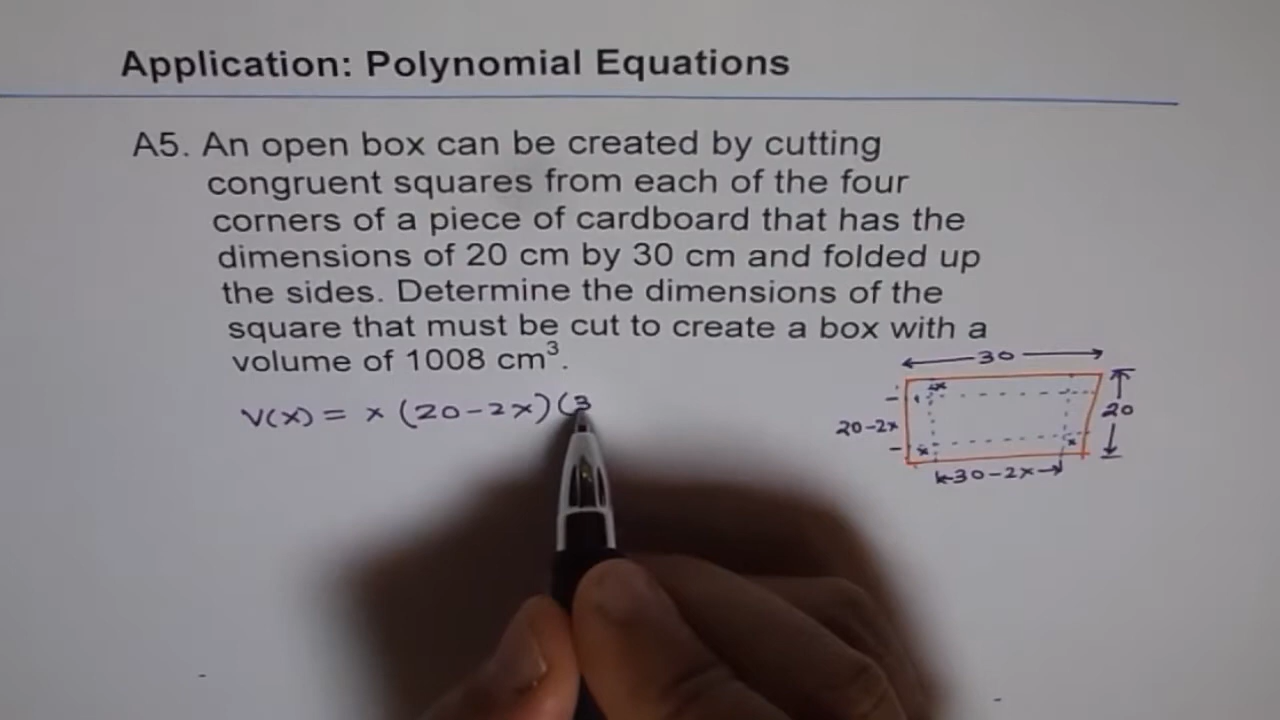 Application: Polynomial Equations
A5. An open box can be created by cutting
congruent squares from each of the four
corners of a piece of cardboard that has the
dimensions of 20 cm by 30 cm and folded up
the sides. Determine the dimensions of the
square that must be cut to create a box with a
volume of 1008 cm³.
V(x) = x (20-2x)(3
30
x
20-2x
20
x
x
30-2x